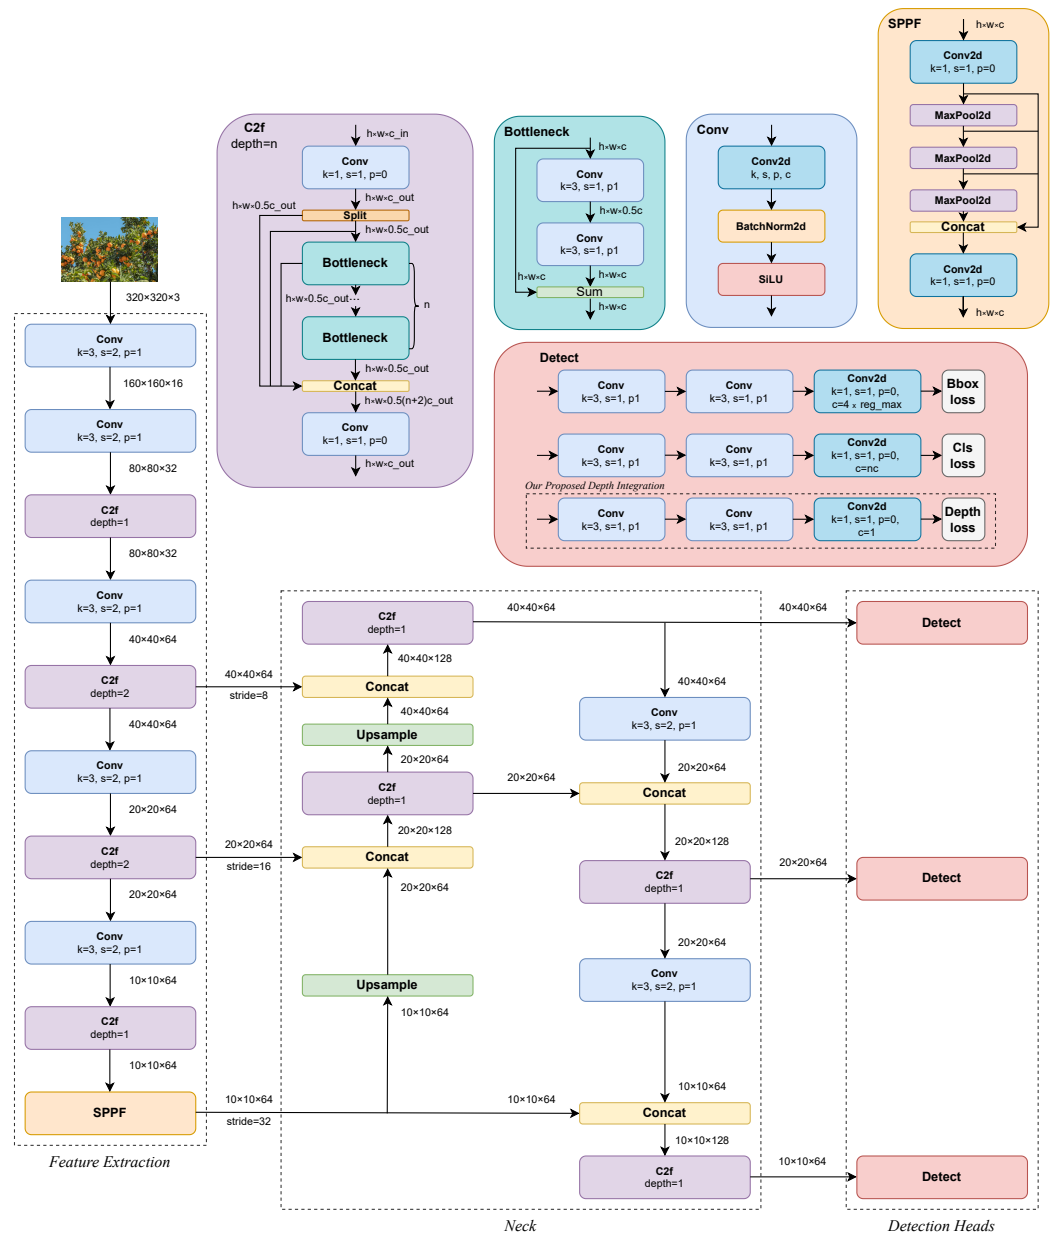 SPPF
h×w×c
Conv2d
k=1, s=1, p=0
MaxPool2d
MaxPool2d
MaxPool2d
Concat
Conv2d
k=1, s=1, p=0
h×w×c
C2f
depth=n
h×w×c_in
Conv
k=1, s=1, p=0
h×w×c_out
h×w×0.5c_out
Split
h×w×0.5c_out
Bottleneck
h×w×0.5c_out
...
n
Bottleneck
h×w×0.5c_out
Concat
h×w×0.5(n+2)c_out
Conv
k=1, s=1, p=0
h×w×c_out
Bottleneck
h×w×c
Conv
k=3, s=1, p1
h×w×0.5c
Conv
k=3, s=1, p1
h×w×c
h×w×c
Sum
h×w×c
Conv
Conv2d
k, s, p, c
BatchNorm2d
SiLU
Detect
Conv
k=3, s=1, p1
Conv
k=3, s=1, p1
Conv2d
k=1, s=1, p=0,
c=4 x reg_max
Bbox
loss
Conv
k=3, s=1, p1
Conv
k=3, s=1, p1
Conv2d
k=1, s=1, p=0,
c=nc
Cls
loss
Our Proposed Depth Integration
Conv
k=3, s=1, p1
Conv
k=3, s=1, p1
Conv2d
k=1, s=1, p=0,
c=1
Depth
loss
320×320×3
Conv
k=3, s=2, p=1
160×160×16
Conv
k=3, s=2, p=1
80×80×32
C2f
depth=1
80×80×32
Conv
k=3, s=2, p=1
40×40×64
C2f
depth=2
40×40×64
Conv
k=3, s=2, p=1
20×20×64
C2f
depth=2
20×20×64
Conv
k=3, s=2, p=1
10×10×64
C2f
depth=1
10×10×64
SPPF
Feature Extraction
40×40×64
stride=8
20×20×64
stride=16
10×10×64
stride=32
C2f
depth=1
40×40×128
Concat
40×40×64
Upsample
20×20×64
C2f
depth=1
20×20×128
Concat
20×20×64
Upsample
10×10×64
40×40×64
40×40×64
Conv
k=3, s=2, p=1
20×20×64
20×20×64
Concat
20×20×128
C2f
depth=1
20×20×64
Conv
k=3, s=2, p=1
10×10×64
10×10×64
Concat
10×10×128
C2f
depth=1
Neck
40×40×64
Detect
20×20×64
Detect
10×10×64
Detect
Detection Heads